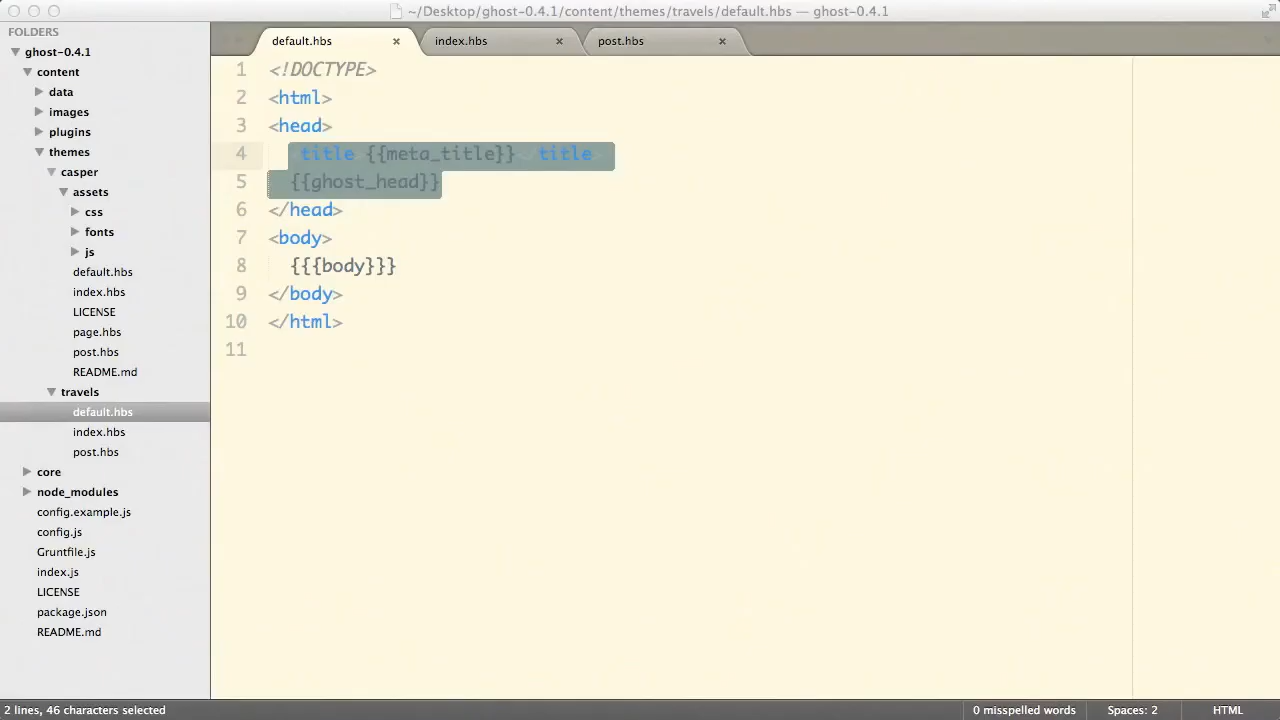 ~/Desktop/ghost-0.4.1/content/themes/travels/default.hbs — ghost-0.4.1
FOLDERS
ghost-0.4.1
content
data
images
plugins
themes
casper
assets
css
fonts
js
default.hbs
index.hbs
LICENSE
page.hbs
post.hbs
README.md
travels
default.hbs
index.hbs
post.hbs
core
node_modules
config.example.js
config.js
Gruntfile.js
index.js
LICENSE
package.json
README.md
default.hbs × index.hbs × post.hbs ×
1 <!DOCTYPE>
2 <html>
3 <head>
4 <title>{{meta_title}}</title>
5 {{ghost_head}}
6 </head>
7 <body>
8 {{{body}}}
9 </body>
10 </html>
11
2 lines, 46 characters selected
0 misspelled words
Spaces: 2
HTML